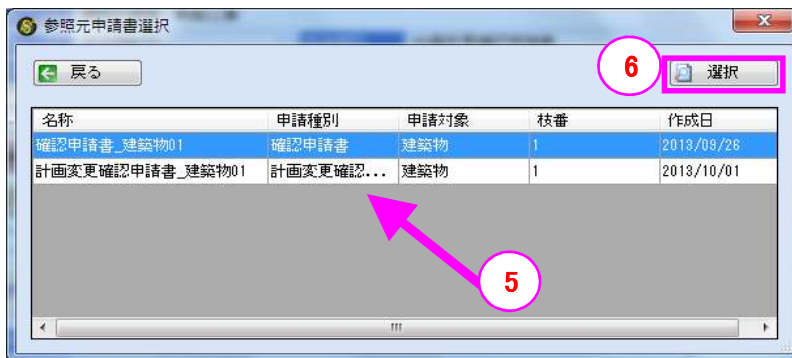 参照元申請書選択
戻る
6
選択
名称 申請種別 申請対象 枝番 作成日
確認申請書_建築物01 確認申請書 建築物 1 2013/09/26
計画変更確認申請書_建築物01 計画変更確認... 建築物 1 2013/10/01
5